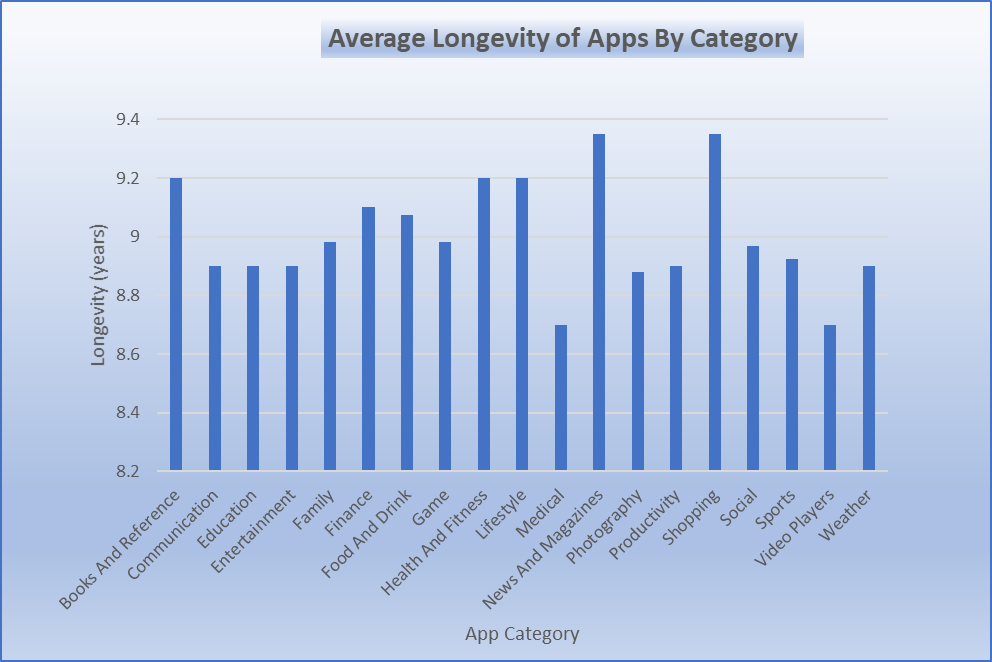 Average Longevity of Apps By Category
9.4
9.2
9
8.8
8.6
8.4
8.2
Longevity (years)
Books And Reference
Communication
Education
Entertainment
Family
Finance
Food And Drink
Game
Health And Fitness
Lifestyle
Medical
News And Magazines
Photography
Productivity
Shopping
Social
Sports
Video Players
Weather
App Category